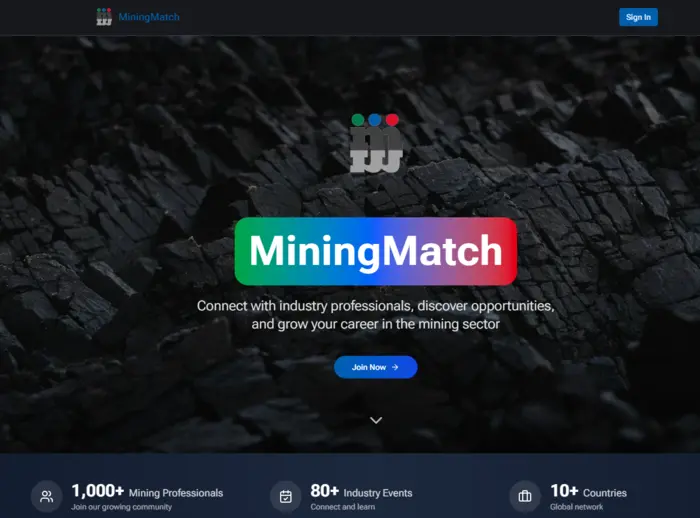 MiningMatch
Sign In
MiningMatch
Connect with industry professionals, discover opportunities,
and grow your career in the mining sector
Join Now
1,000+ Mining Professionals
Join our growing community
80+ Industry Events
Connect and learn
10+ Countries
Global network